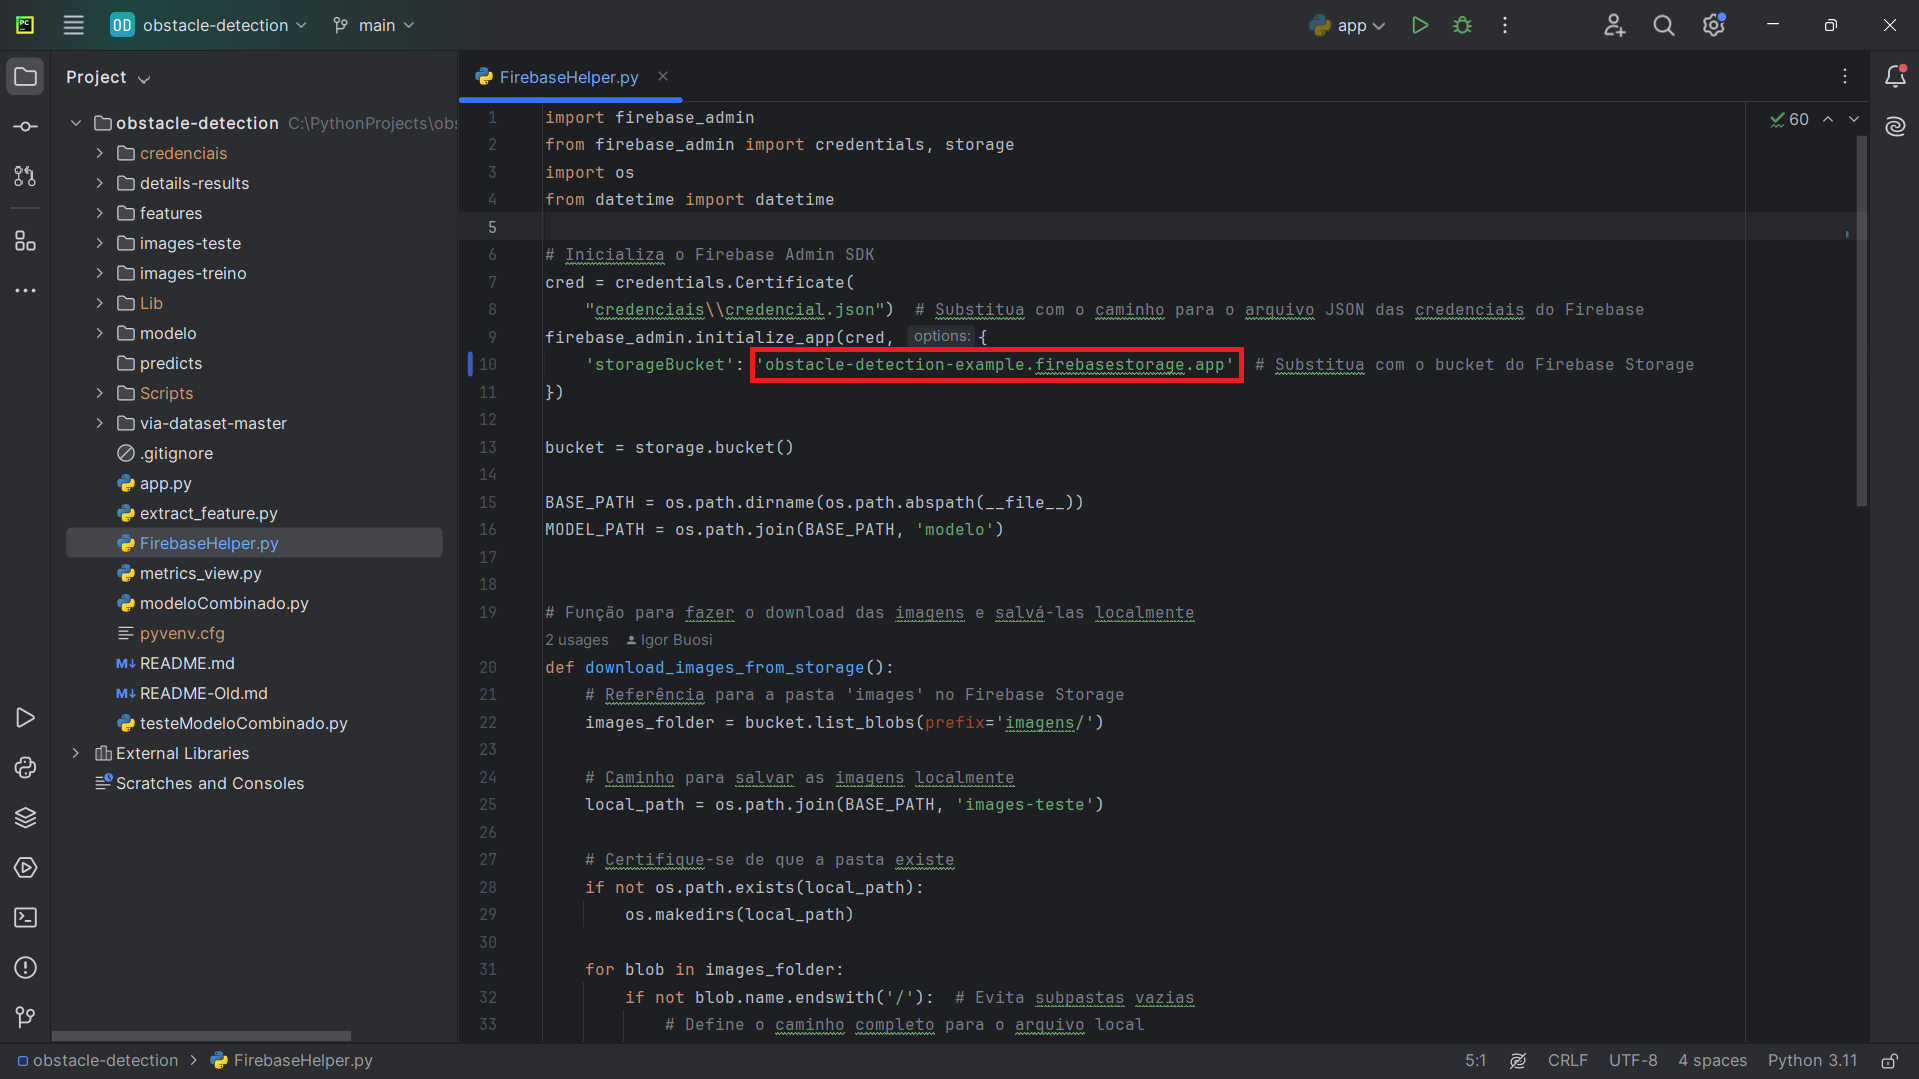 OD obstacle-detection main app
Project
obstacle-detection C:\PythonProjects\obs
credenciais
details-results
features
images-teste
images-treino
Lib
modelo
predicts
Scripts
via-dataset-master
.gitignore
app.py
extract_feature.py
FirebaseHelper.py
metrics_view.py
modeloCombinado.py
pyvenv.cfg
M↓ README.md
M↓ README-Old.md
testeModeloCombinado.py
External Libraries
Scratches and Consoles
FirebaseHelper.py
60
1 import firebase_admin
2 from firebase_admin import credentials, storage
3 import os
4 from datetime import datetime
5
6 # Inicializa o Firebase Admin SDK
7 cred = credentials.Certificate(
8 "credenciais\\credencial.json") # Substitua com o caminho para o arquivo JSON das credenciais do Firebase
9 firebase_admin.initialize_app(cred, options: {
10 'storageBucket': 'obstacle-detection-example.firebasestorage.app' # Substitua com o bucket do Firebase Storage
11 })
12
13 bucket = storage.bucket()
14
15 BASE_PATH = os.path.dirname(os.path.abspath(__file__))
16 MODEL_PATH = os.path.join(BASE_PATH, 'modelo')
17
18
19 # Função para fazer o download das imagens e salvá-las localmente
2 usages Igor Buosi
20 def download_images_from_storage():
21 # Referência para a pasta 'images' no Firebase Storage
22 images_folder = bucket.list_blobs(prefix='imagens/')
23
24 # Caminho para salvar as imagens localmente
25 local_path = os.path.join(BASE_PATH, 'images-teste')
26
27 # Certifique-se de que a pasta existe
28 if not os.path.exists(local_path):
29 os.makedirs(local_path)
30
31 for blob in images_folder:
32 if not blob.name.endswith('/'): # Evita subpastas vazias
33 # Define o caminho completo para o arquivo local
obstacle-detection > FirebaseHelper.py
5:1 CRLF UTF-8 4 spaces Python 3.11